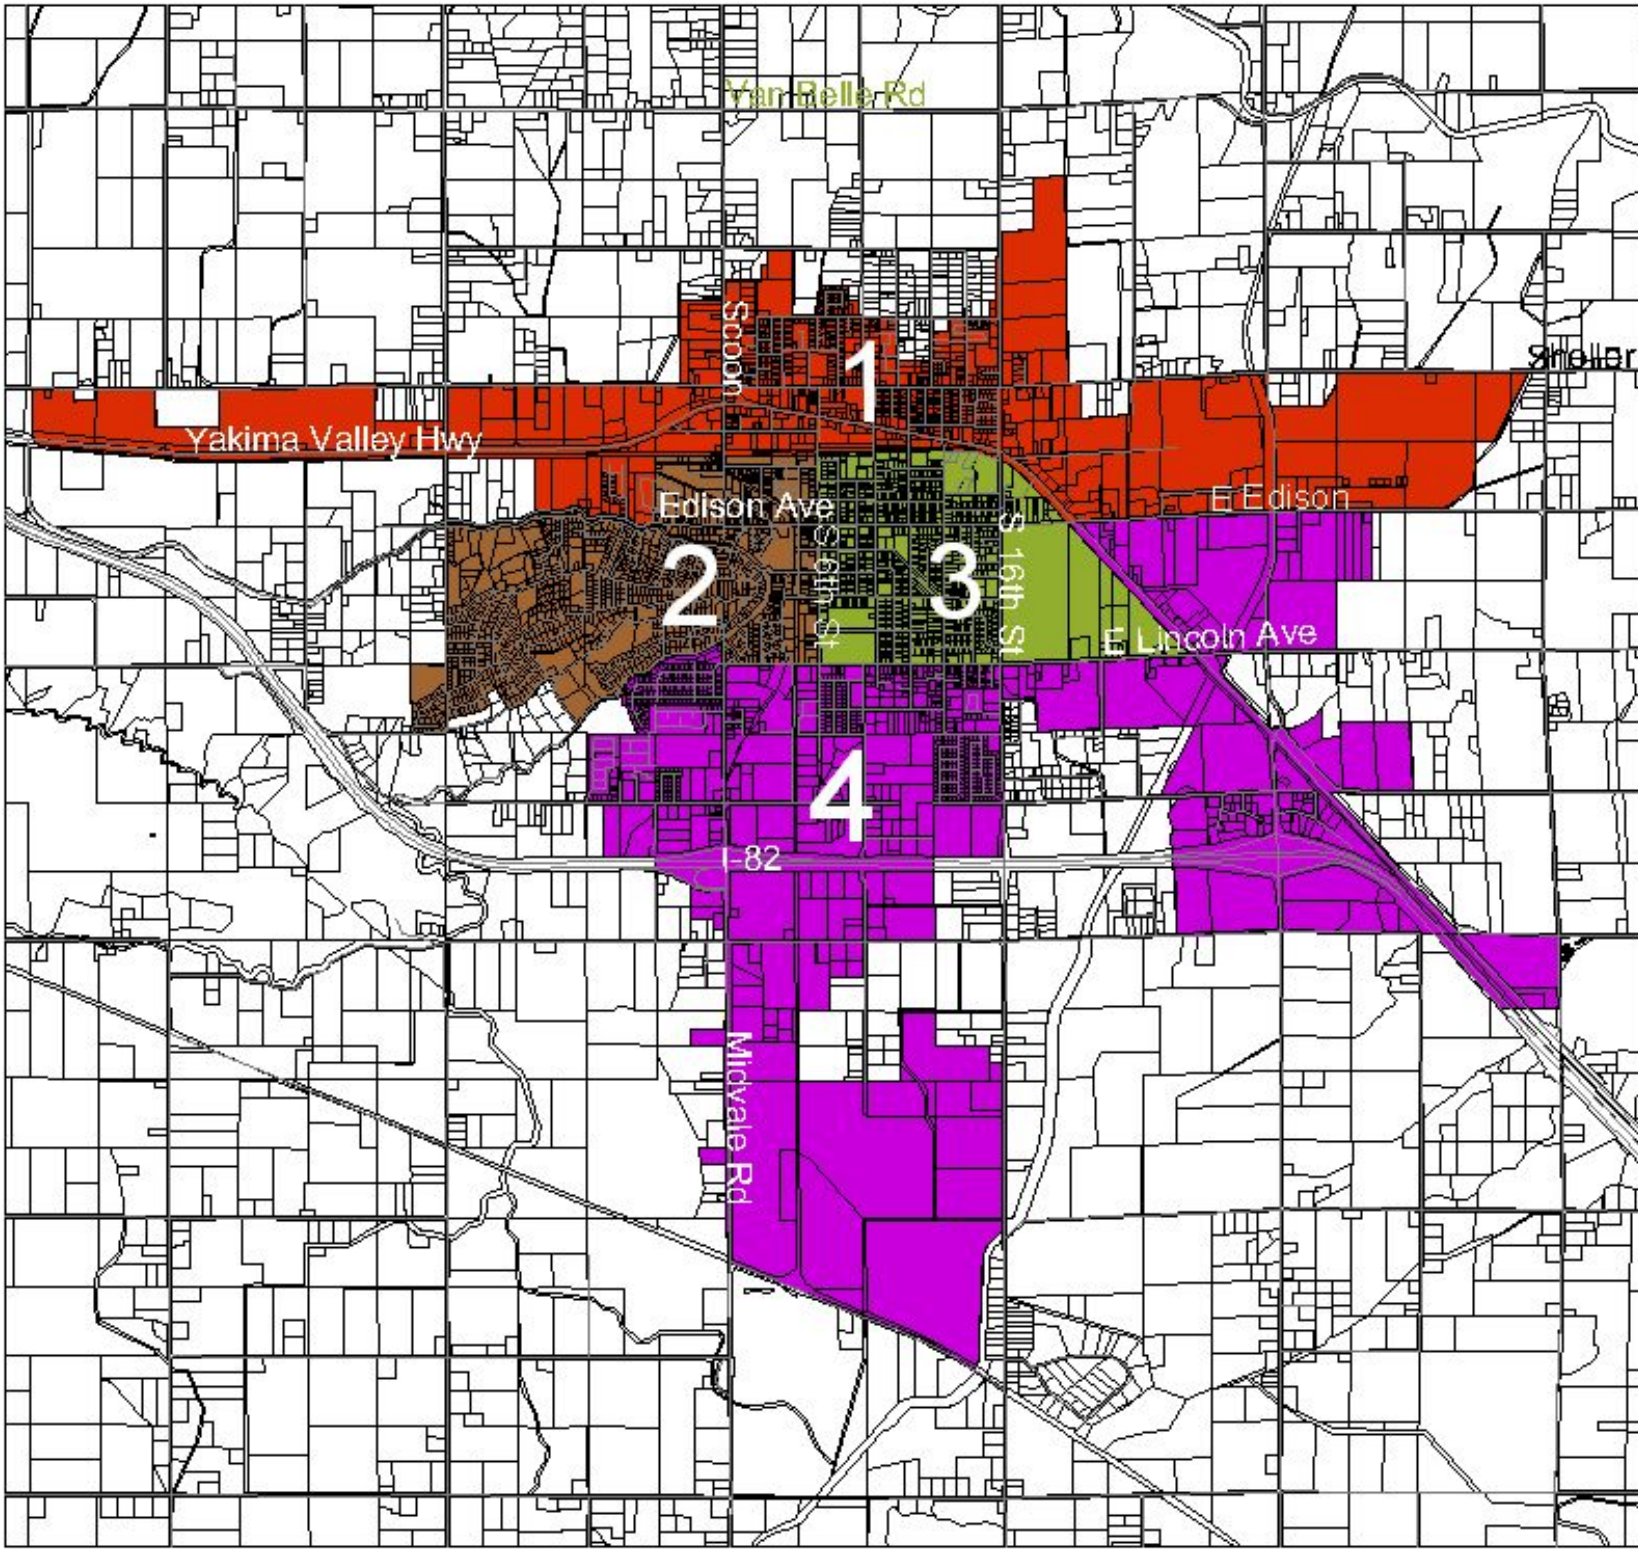 Van Belle Rd
Scoon
1
Sheller
Yakima Valley Hwy
Edison Ave
E Edison
2
S 6th St
3
S 16th St
E Lincoln Ave
4
I-82
Midvale Rd